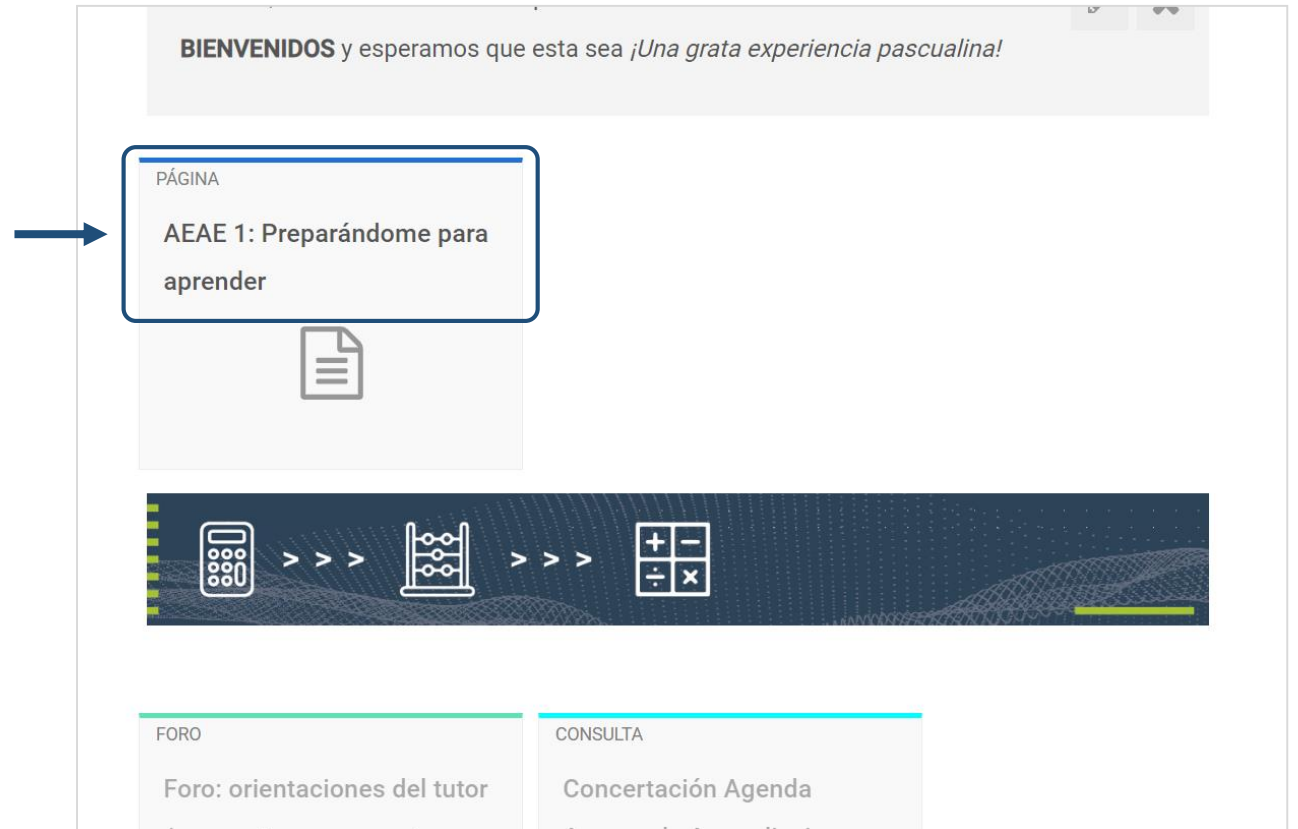 BIENVENIDOS y esperamos que esta sea ¡Una grata experiencia pascualina!
PÁGINA
AEAE 1: Preparándome para
aprender
> > >
> > >
FORO
CONSULTA
Foro: orientaciones del tutor
Concertación Agenda